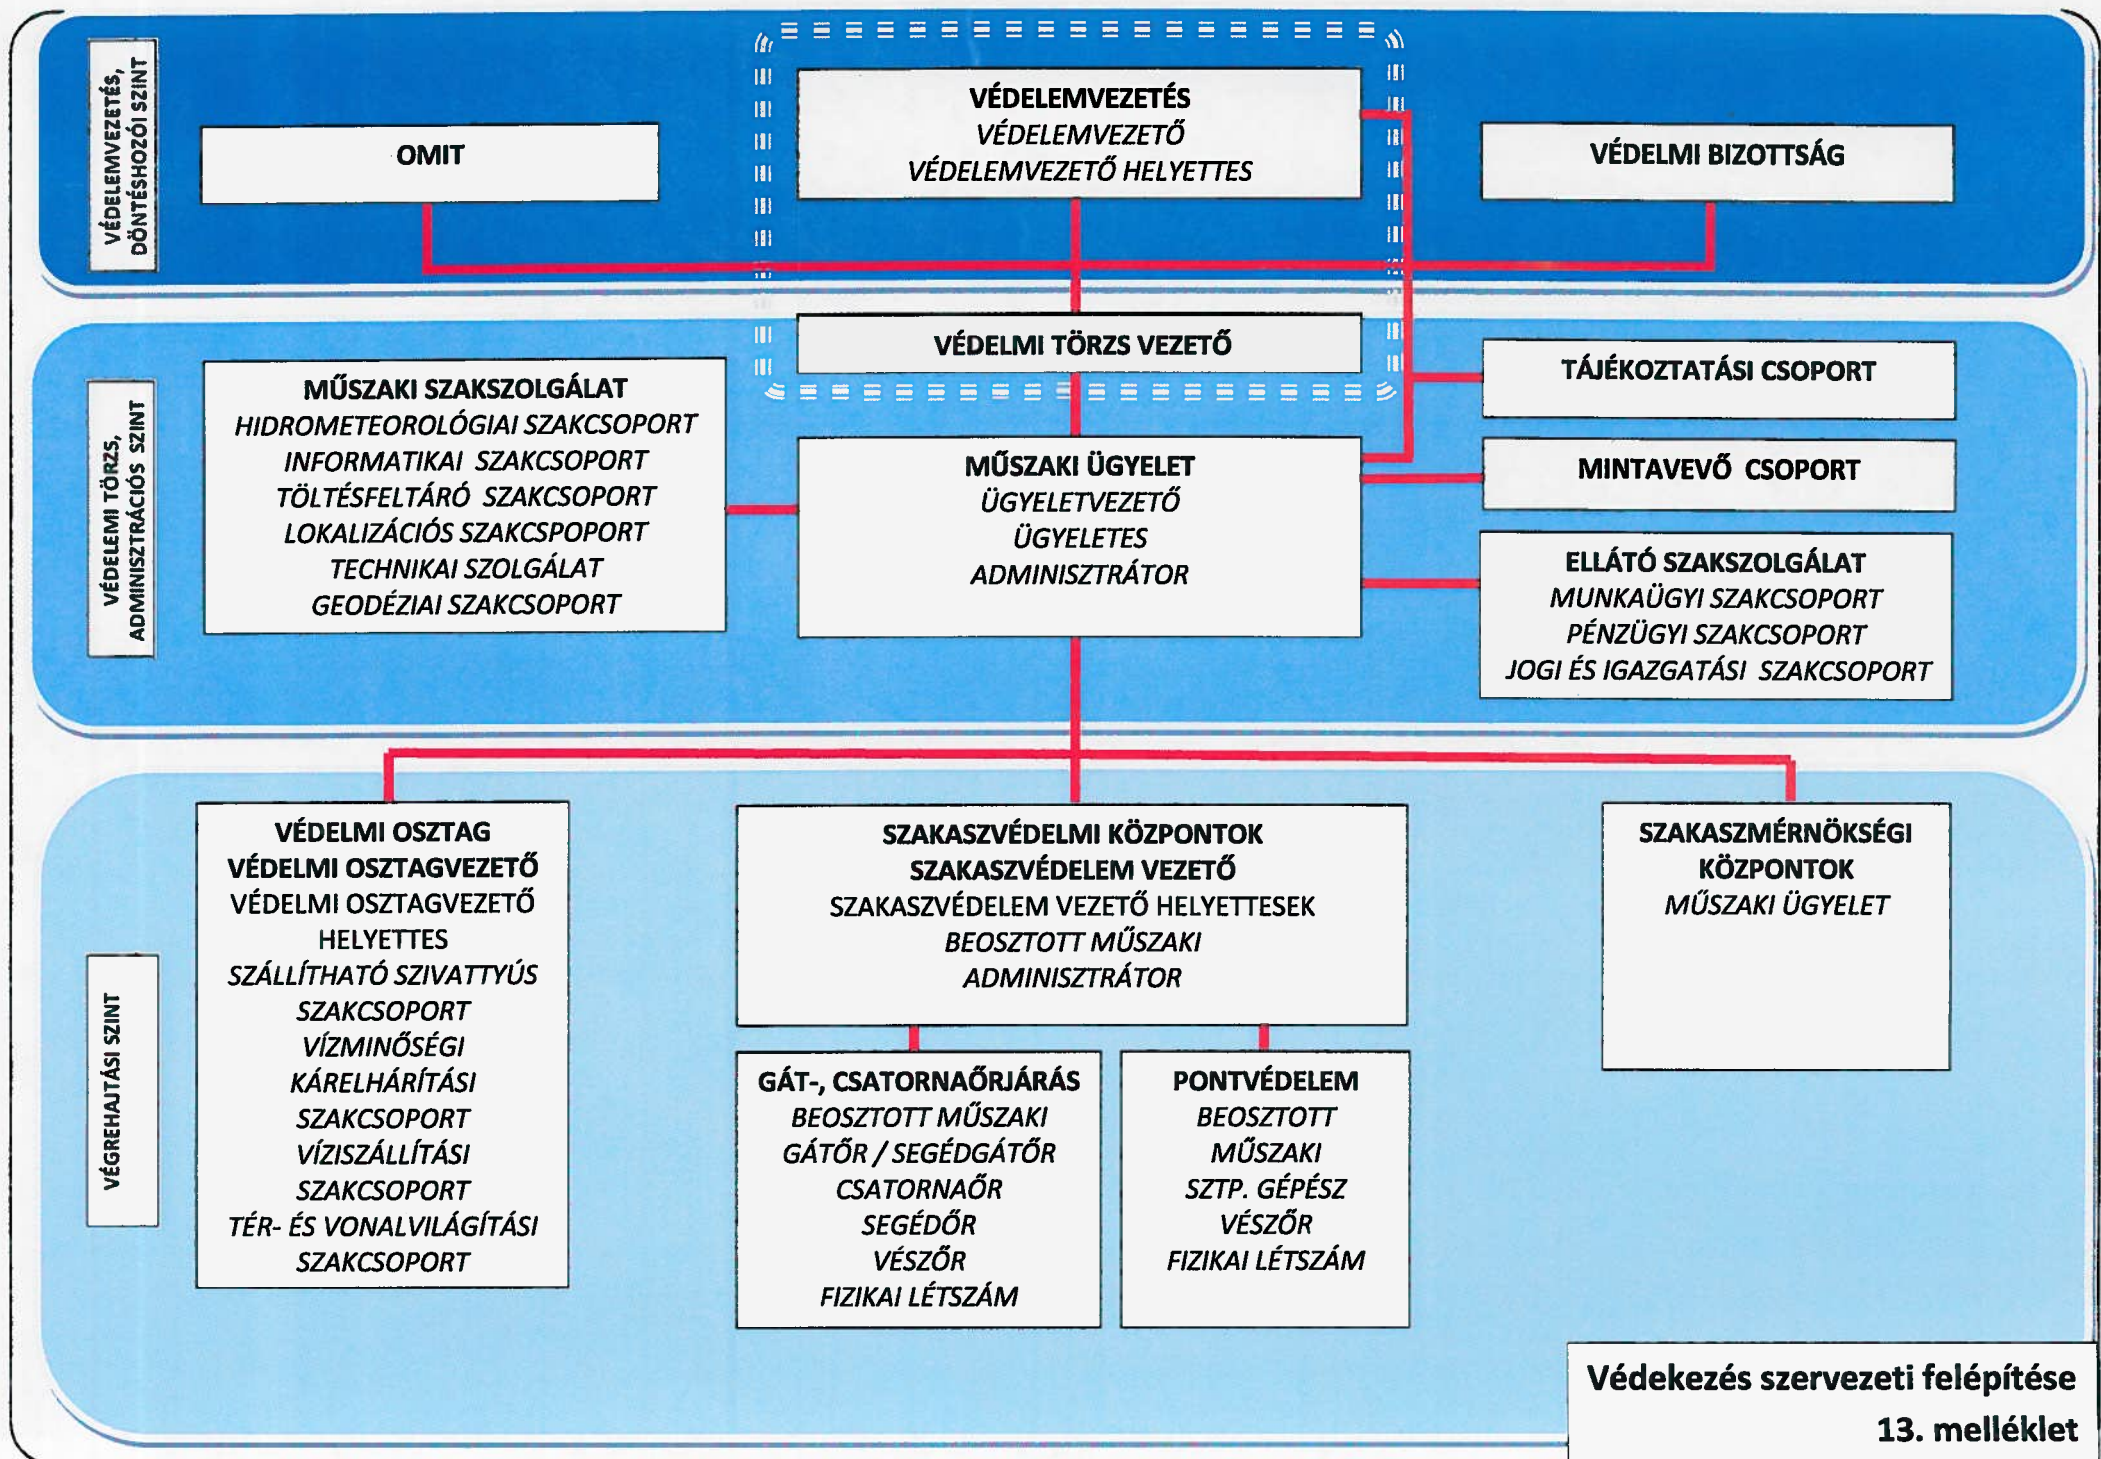 VÉDELEMVEZETÉS,
DÖNTÉSHOZÓI SZINT
OMIT
VÉDELEMVEZETÉS
VÉDELEMVEZETŐ
VÉDELEMVEZETŐ HELYETTES
VÉDELMI BIZOTTSÁG
VÉDELEMI TÖRZS,
ADMINISZTRÁCIÓS SZINT
VÉDELMI TÖRZS VEZETŐ
MŰSZAKI SZAKSZOLGÁLAT
HIDROMETEOROLÓGIAI SZAKCSOPORT
INFORMATIKAI SZAKCSOPORT
TÖLTÉSFELTÁRÓ SZAKCSOPORT
LOKALIZÁCIÓS SZAKCSPOPORT
TECHNIKAI SZOLGÁLAT
GEODÉZIAI SZAKCSOPORT
MŰSZAKI ÜGYELET
ÜGYELETVEZETŐ
ÜGYELETES
ADMINISZTRÁTOR
TÁJÉKOZTATÁSI CSOPORT
MINTAVEVŐ CSOPORT
ELLÁTÓ SZAKSZOLGÁLAT
MUNKAÜGYI SZAKCSOPORT
PÉNZÜGYI SZAKCSOPORT
JOGI ÉS IGAZGATÁSI SZAKCSOPORT
VÉGREHAJTÁSI SZINT
VÉDELMI OSZTAG
VÉDELMI OSZTAGVEZETŐ
VÉDELMI OSZTAGVEZETŐ
HELYETTES
SZÁLLÍTHATÓ SZIVATTYÚS
SZAKCSOPORT
VÍZMINŐSÉGI
KÁRELHÁRÍTÁSI
SZAKCSOPORT
VÍZISZÁLLÍTÁSI
SZAKCSOPORT
TÉR- ÉS VONALVILÁGÍTÁSI
SZAKCSOPORT
SZAKASZVÉDELMI KÖZPONTOK
SZAKASZVÉDELEM VEZETŐ
SZAKASZVÉDELEM VEZETŐ HELYETTESEK
BEOSZTOTT MŰSZAKI
ADMINISZTRÁTOR
GÁT-, CSATORNAŐRJÁRÁS
BEOSZTOTT MŰSZAKI
GÁTŐR / SEGÉDGÁTŐR
CSATORNAŐR
SEGÉDŐR
VÉSZŐR
FIZIKAI LÉTSZÁM
PONTVÉDELEM
BEOSZTOTT
MŰSZAKI
SZTP. GÉPÉSZ
VÉSZŐR
FIZIKAI LÉTSZÁM
SZAKASZMÉRNÖKSÉGI
KÖZPONTOK
MŰSZAKI ÜGYELET
Védekezés szervezeti felépítése
13. melléklet